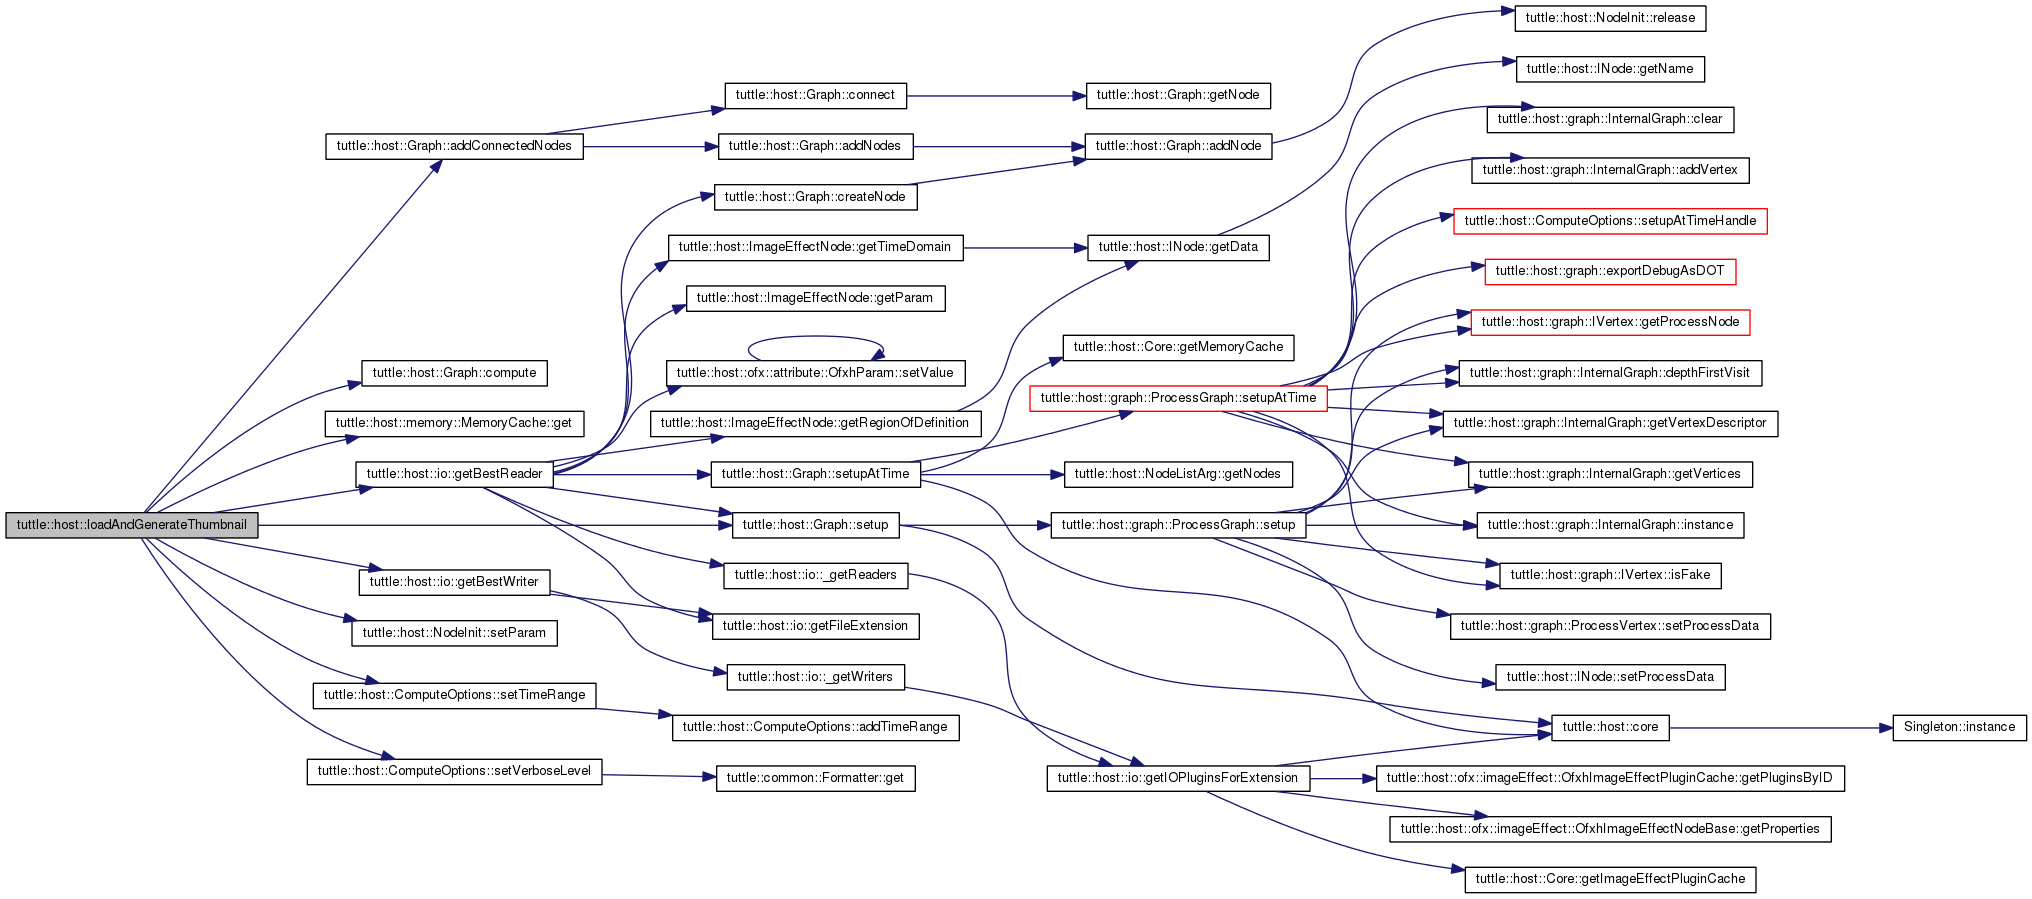 tuttle::host::NodeInit::release
tuttle::host::INode::getName
tuttle::host::Graph::connect
tuttle::host::Graph::getNode
tuttle::host::graph::InternalGraph::clear
tuttle::host::Graph::addConnectedNodes
tuttle::host::Graph::addNodes
tuttle::host::Graph::addNode
tuttle::host::graph::InternalGraph::addVertex
tuttle::host::Graph::createNode
tuttle::host::ComputeOptions::setupAtTimeHandle
tuttle::host::ImageEffectNode::getTimeDomain
tuttle::host::INode::getData
tuttle::host::graph::exportDebugAsDOT
tuttle::host::ImageEffectNode::getParam
tuttle::host::graph::IVertex::getProcessNode
tuttle::host::Core::getMemoryCache
tuttle::host::Graph::compute
tuttle::host::ofx::attribute::OfxhParam::setValue
tuttle::host::graph::InternalGraph::depthFirstVisit
tuttle::host::graph::ProcessGraph::setupAtTime
tuttle::host::memory::MemoryCache::get
tuttle::host::ImageEffectNode::getRegionOfDefinition
tuttle::host::graph::InternalGraph::getVertexDescriptor
tuttle::host::io::getBestReader
tuttle::host::Graph::setupAtTime
tuttle::host::NodeListArg::getNodes
tuttle::host::graph::InternalGraph::getVertices
tuttle::host::loadAndGenerateThumbnail
tuttle::host::Graph::setup
tuttle::host::graph::ProcessGraph::setup
tuttle::host::graph::InternalGraph::instance
tuttle::host::io::getBestWriter
tuttle::host::io::_getReaders
tuttle::host::graph::IVertex::isFake
tuttle::host::NodeInit::setParam
tuttle::host::io::getFileExtension
tuttle::host::graph::ProcessVertex::setProcessData
tuttle::host::io::_getWriters
tuttle::host::INode::setProcessData
tuttle::host::ComputeOptions::setTimeRange
tuttle::host::ComputeOptions::addTimeRange
tuttle::host::core
Singleton::instance
tuttle::host::ComputeOptions::setVerboseLevel
tuttle::common::Formatter::get
tuttle::host::io::getIOPluginsForExtension
tuttle::host::ofx::imageEffect::OfxhImageEffectPluginCache::getPluginsByID
tuttle::host::ofx::imageEffect::OfxhImageEffectNodeBase::getProperties
tuttle::host::Core::getImageEffectPluginCache